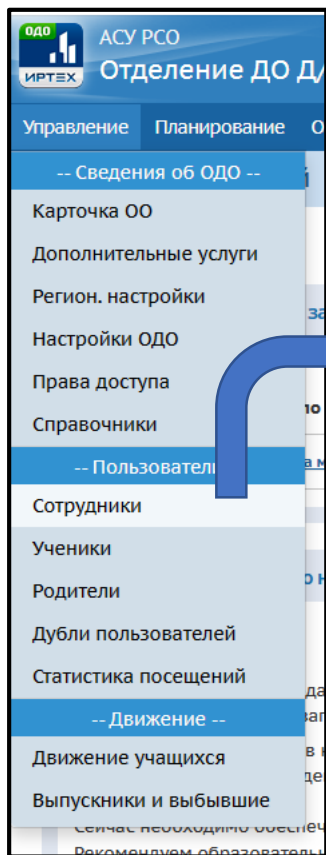 ОДО
ИРТЕХ
АСУ РСО
Отделение ДО Д/
Управление Планирование О
-- Сведения об ОДО --
Карточка ОО
Дополнительные услуги
Регион. настройки
Настройки ОДО
Права доступа
Справочники
-- Пользователи
Сотрудники
Ученики
Родители
Дубли пользователей
Статистика посещений
-- Движение --
Движение учащихся
Выпускники и выбывшие
Сейчас необходимо обеспеч
Рекомендуем образователь